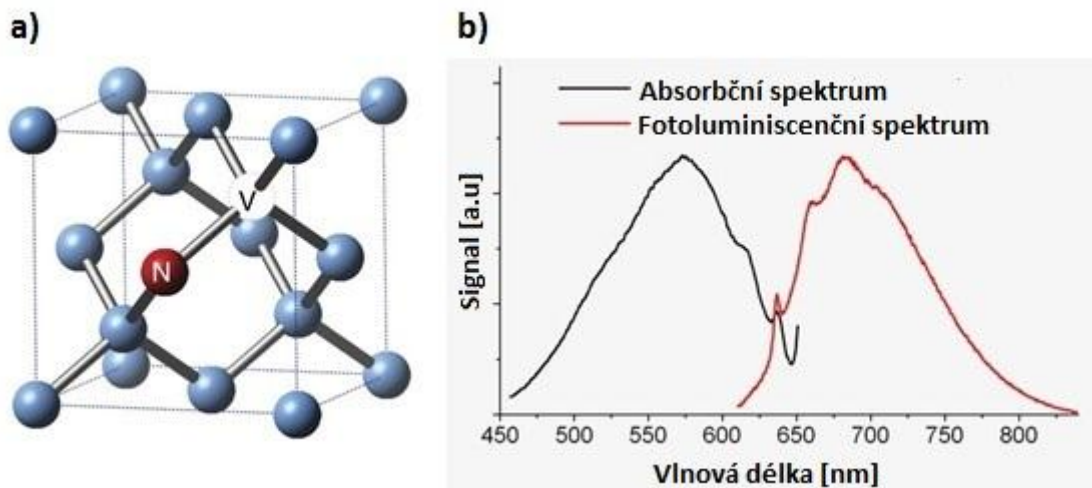 a)
V
N
b)
Absorbční spektrum
Fotoluminiscenční spektrum
Signal [a.u]
450 500 550 600 650 700 750 800
Vlnová délka [nm]